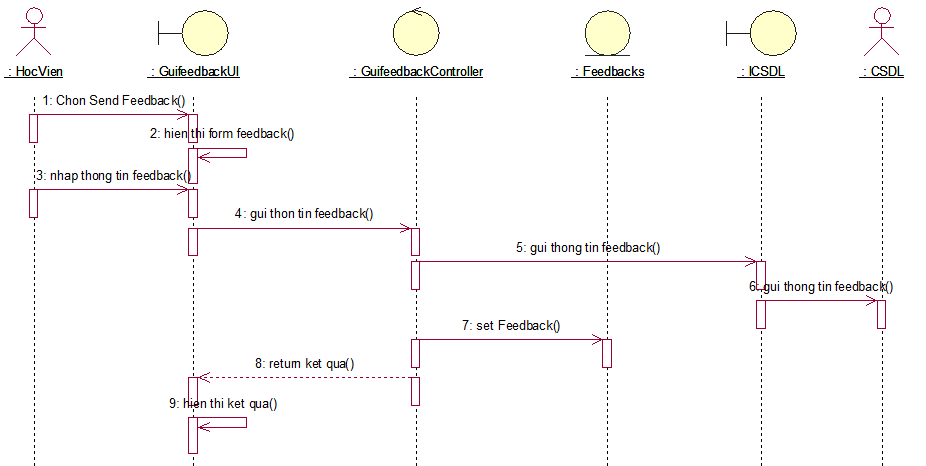 : HocVien
: GuifeedbackUI
: GuifeedbackController
: Feedbacks
: ICSDL
: CSDL
1: Chon Send Feedback()
2: hien thi form feedback()
3: nhap thong tin feedback()
4: gui thon tin feedback()
5: gui thong tin feedback()
6: gui thong tin feedback()
7: set Feedback()
8: return ket qua()
9: hien thi ket qua()